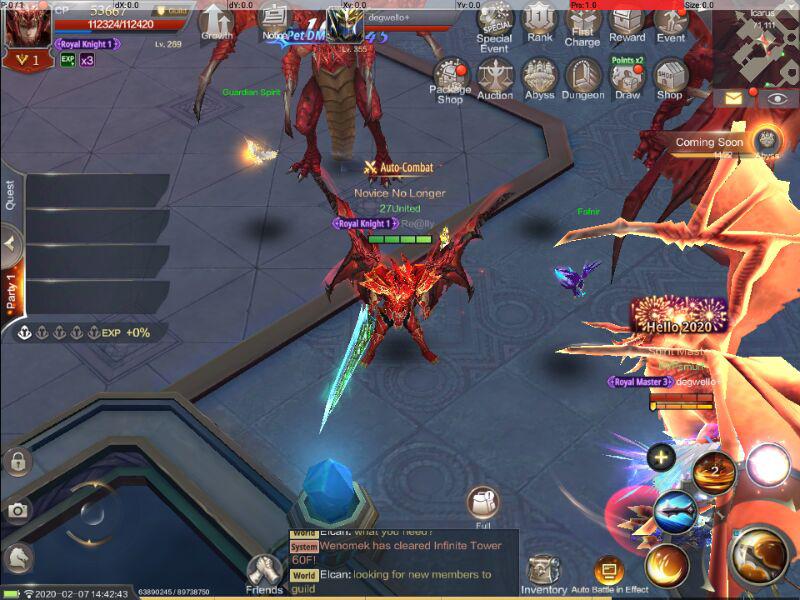 P:0 / 1 dX:0.0 dY:0.0 Xv:0.0 Yv:0.0 Prs:1.0 Size:0.0
CP 53667 Guild
112324/112420
Royal Knight 1 Lv. 269
1 EXP x3
Growth
Notice
Pet DM
degwello+
Lv. 355
Special Event
Rank
First Charge
Reward
Event
Icarus
Package Shop
Auction
Abyss
Dungeon
Points x2
Draw
Shop
Guardian Spirit
Coming Soon
Abyss
Auto-Combat
Novice No Longer
27United
Royal Knight 1 Re@lly
Fafnir
Quest
Party 1
EXP +0%
Hello 2020
Royal Master 3 degwello+
2
Full
World Elcan: what you need?
System Wenomek has cleared Infinite Tower
60F!
World Elcan: looking for new members to
guild
Friends
Inventory
Auto Battle in Effect
2020-02-07 14:42:43 63890245 / 89738750